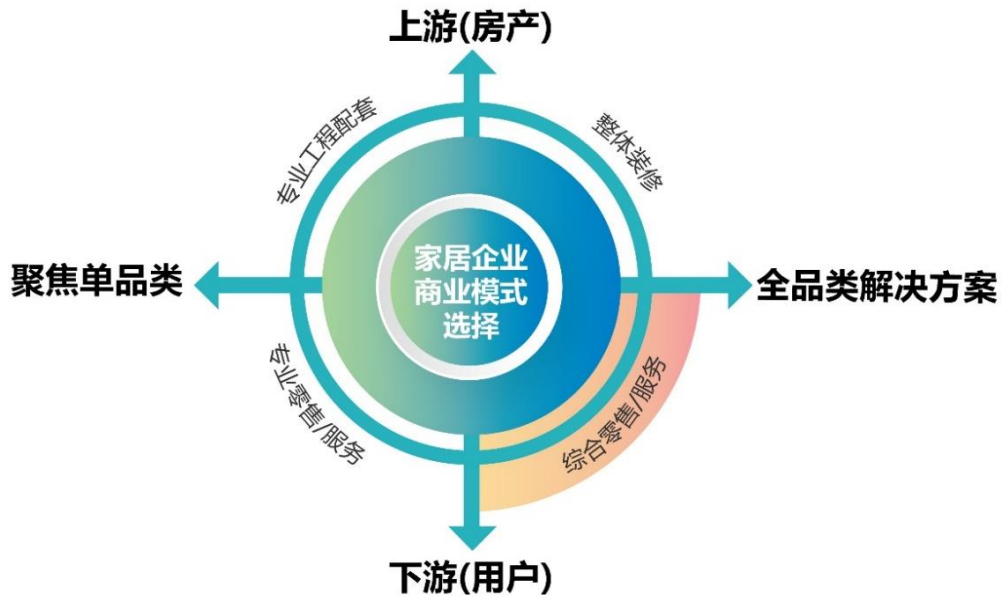 上游(房产)
专业工程配套
整体装修
聚焦单品类
家居企业
商业模式
选择
全品类解决方案
专业零售/服务
综合零售/服务
下游(用户)